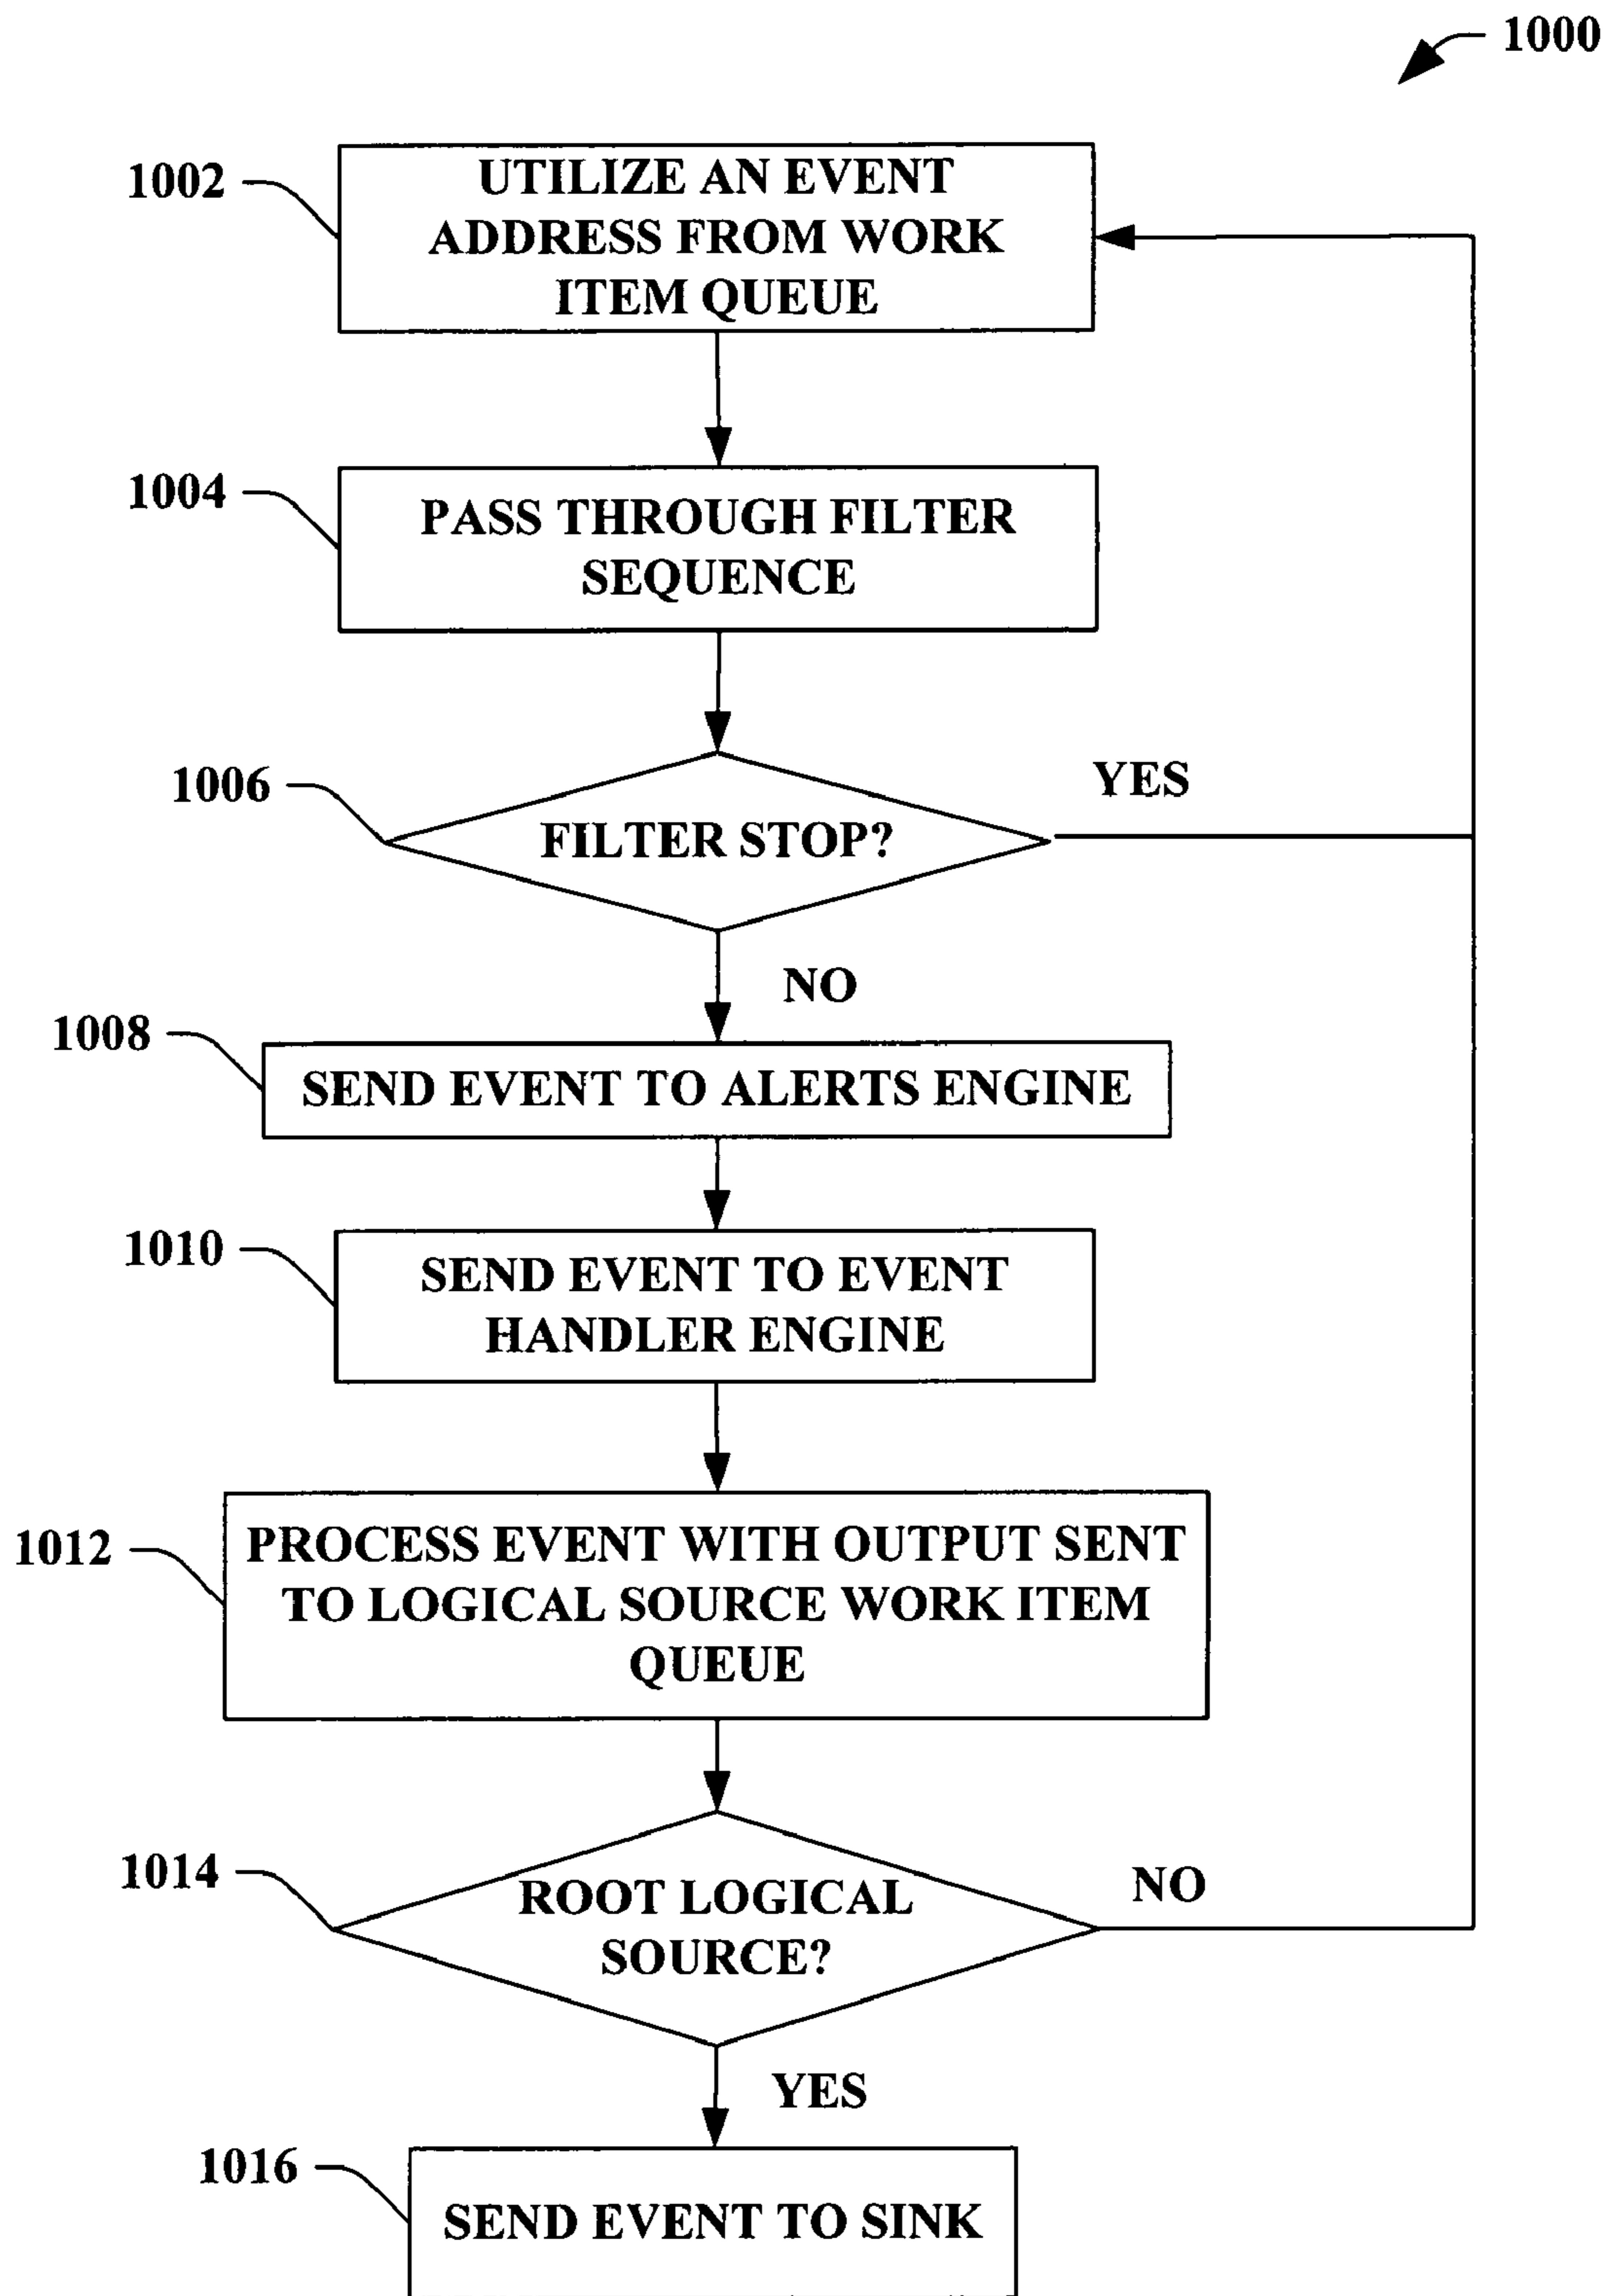 1000
1002
UTILIZE AN EVENT
ADDRESS FROM WORK
ITEM QUEUE
1004
PASS THROUGH FILTER
SEQUENCE
1006
FILTER STOP?
YES
NO
1008
SEND EVENT TO ALERTS ENGINE
1010
SEND EVENT TO EVENT
HANDLER ENGINE
1012
PROCESS EVENT WITH OUTPUT SENT
TO LOGICAL SOURCE WORK ITEM
QUEUE
1014
ROOT LOGICAL
SOURCE?
NO
YES
1016
SEND EVENT TO SINK